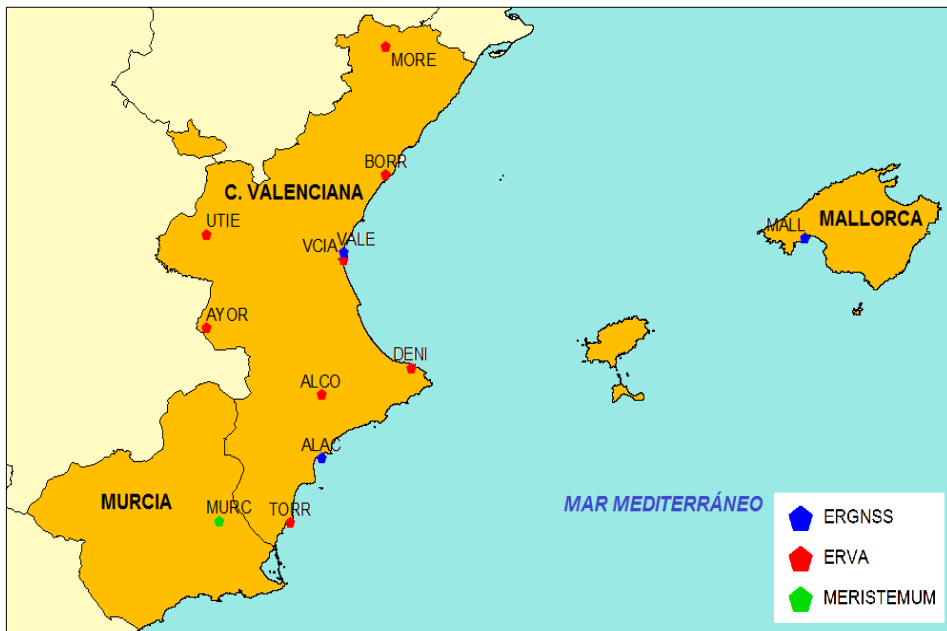 MORE
BORR
C. VALENCIANA
UTIE
VCIA
VALE
MALL
MALLORCA
AYOR
DENI
ALCO
ALAC
MURCIA
MURC
TORR
MAR MEDITERRÁNEO
ERGNSS
ERVA
MERISTEMUM